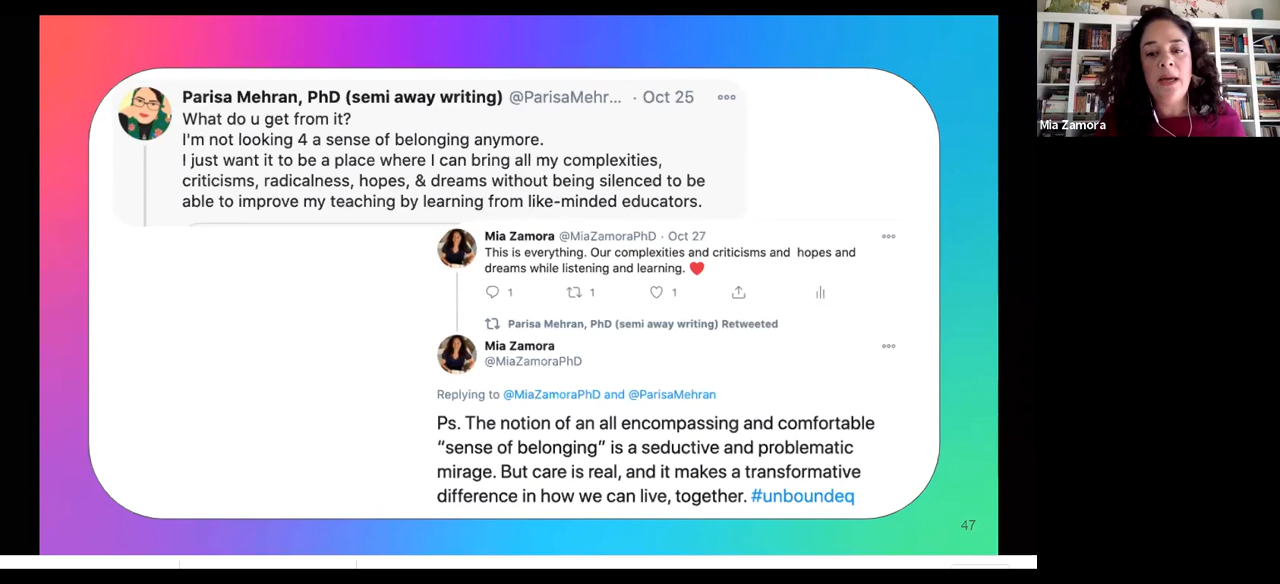 Parisa Mehran, PhD (semi away writing) @ParisaMehr... · Oct 25
What do u get from it?
I'm not looking 4 a sense of belonging anymore.
I just want it to be a place where I can bring all my complexities,
criticisms, radicalness, hopes, & dreams without being silenced to be
able to improve my teaching by learning from like-minded educators.
Mia Zamora @MiaZamoraPhD · Oct 27
This is everything. Our complexities and criticisms and hopes and
dreams while listening and learning. ❤️
1 1 1
Parisa Mehran, PhD (semi away writing) Retweeted
Mia Zamora
@MiaZamoraPhD
Replying to @MiaZamoraPhD and @ParisaMehran
Ps. The notion of an all encompassing and comfortable
“sense of belonging” is a seductive and problematic
mirage. But care is real, and it makes a transformative
difference in how we can live, together. #unboundeq
47
Mia Zamora